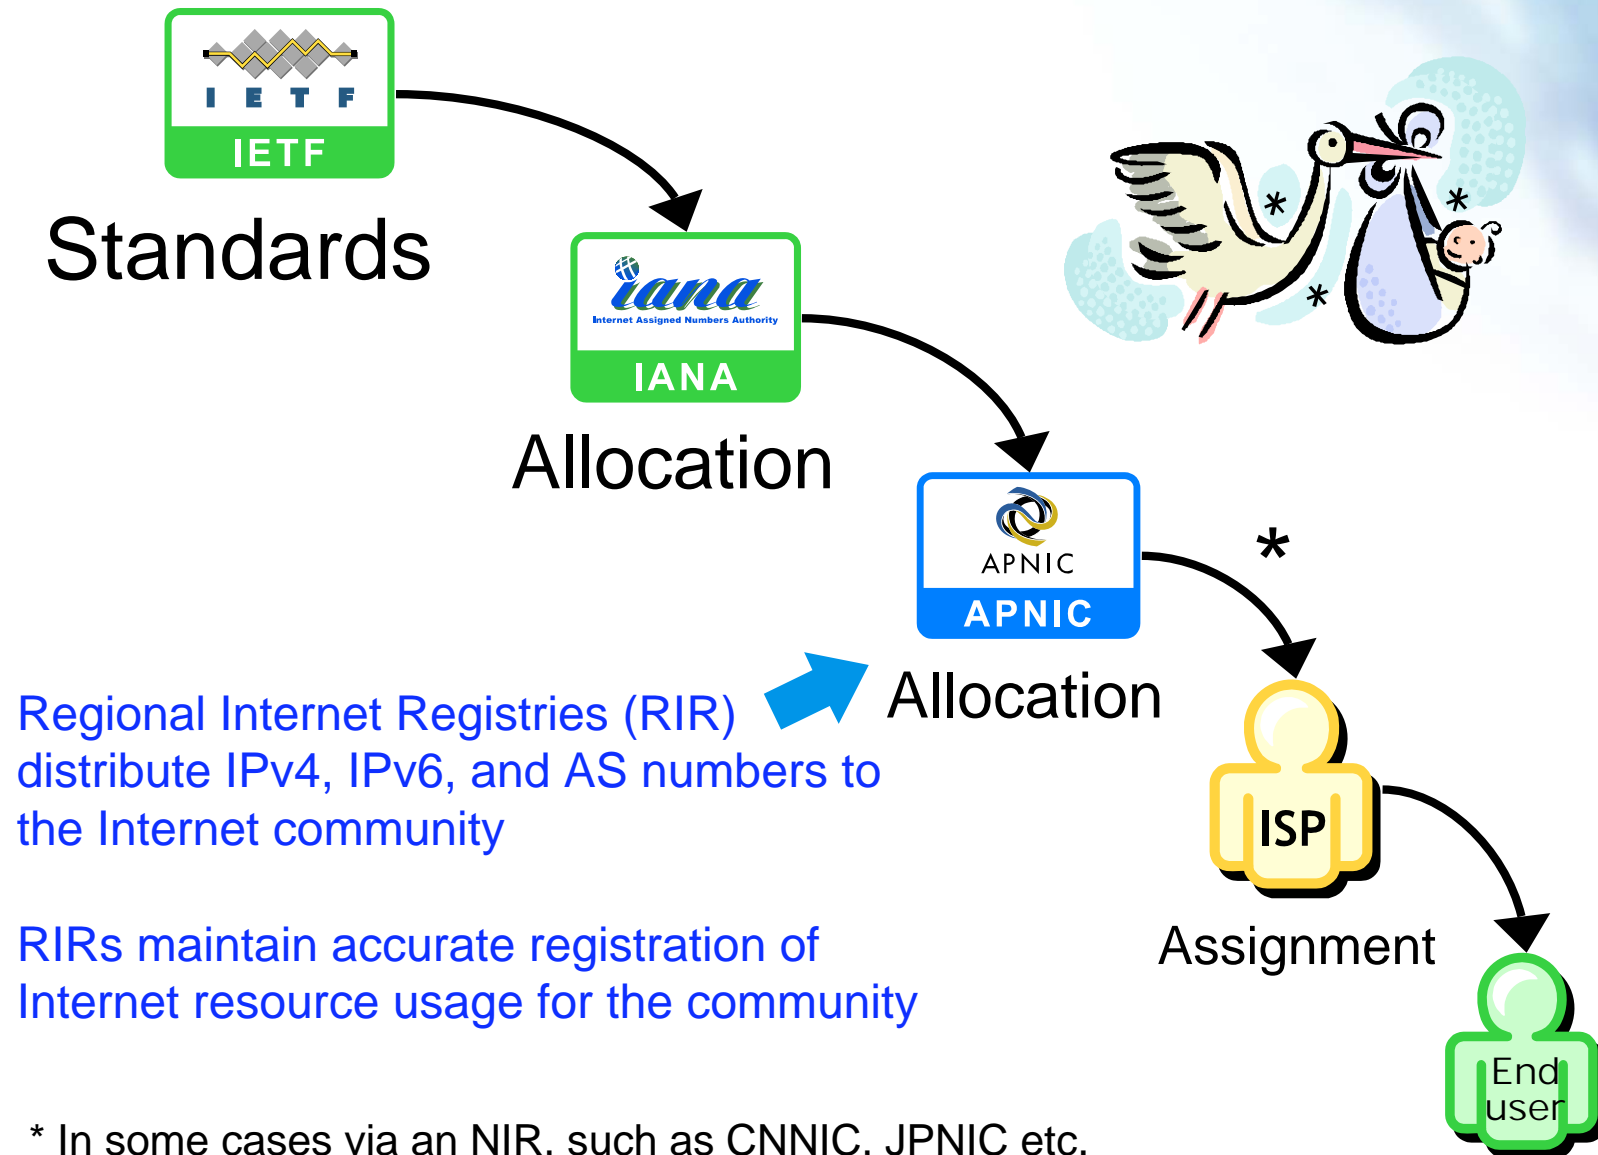 I E T F
IETF
Standards
iana
Internet Assigned Numbers Authority
IANA
Allocation
APNIC
APNIC
*
Allocation
Regional Internet Registries (RIR)
distribute IPv4, IPv6, and AS numbers to
the Internet community
ISP
Assignment
RIRs maintain accurate registration of
Internet resource usage for the community
End
user
* In some cases via an NIR, such as CNNIC, JPNIC etc.